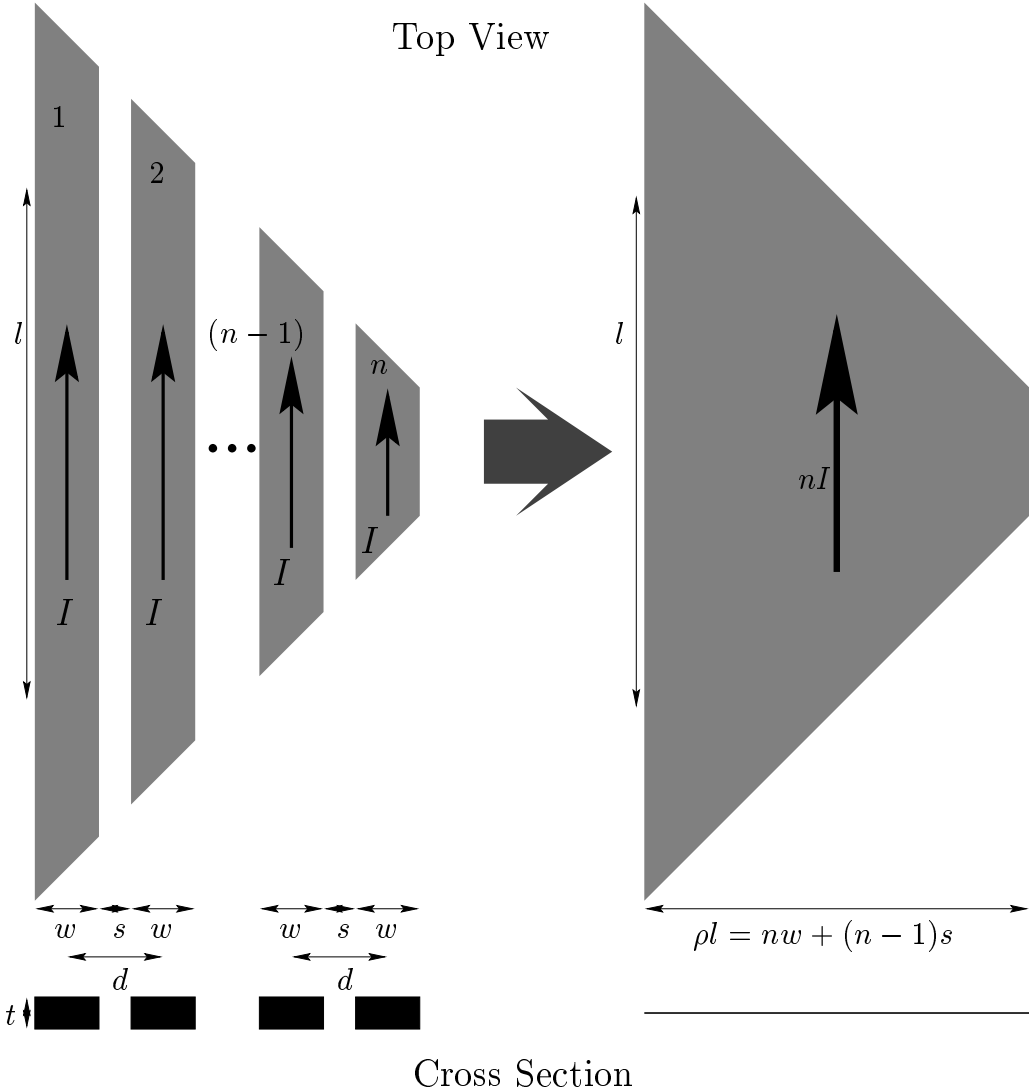 Top View
1
2
l
(n − 1)
l
n
nI
I
I
I
I
w
s
w
w
s
w
ρl = nw + (n − 1)s
d
d
t
Cross Section